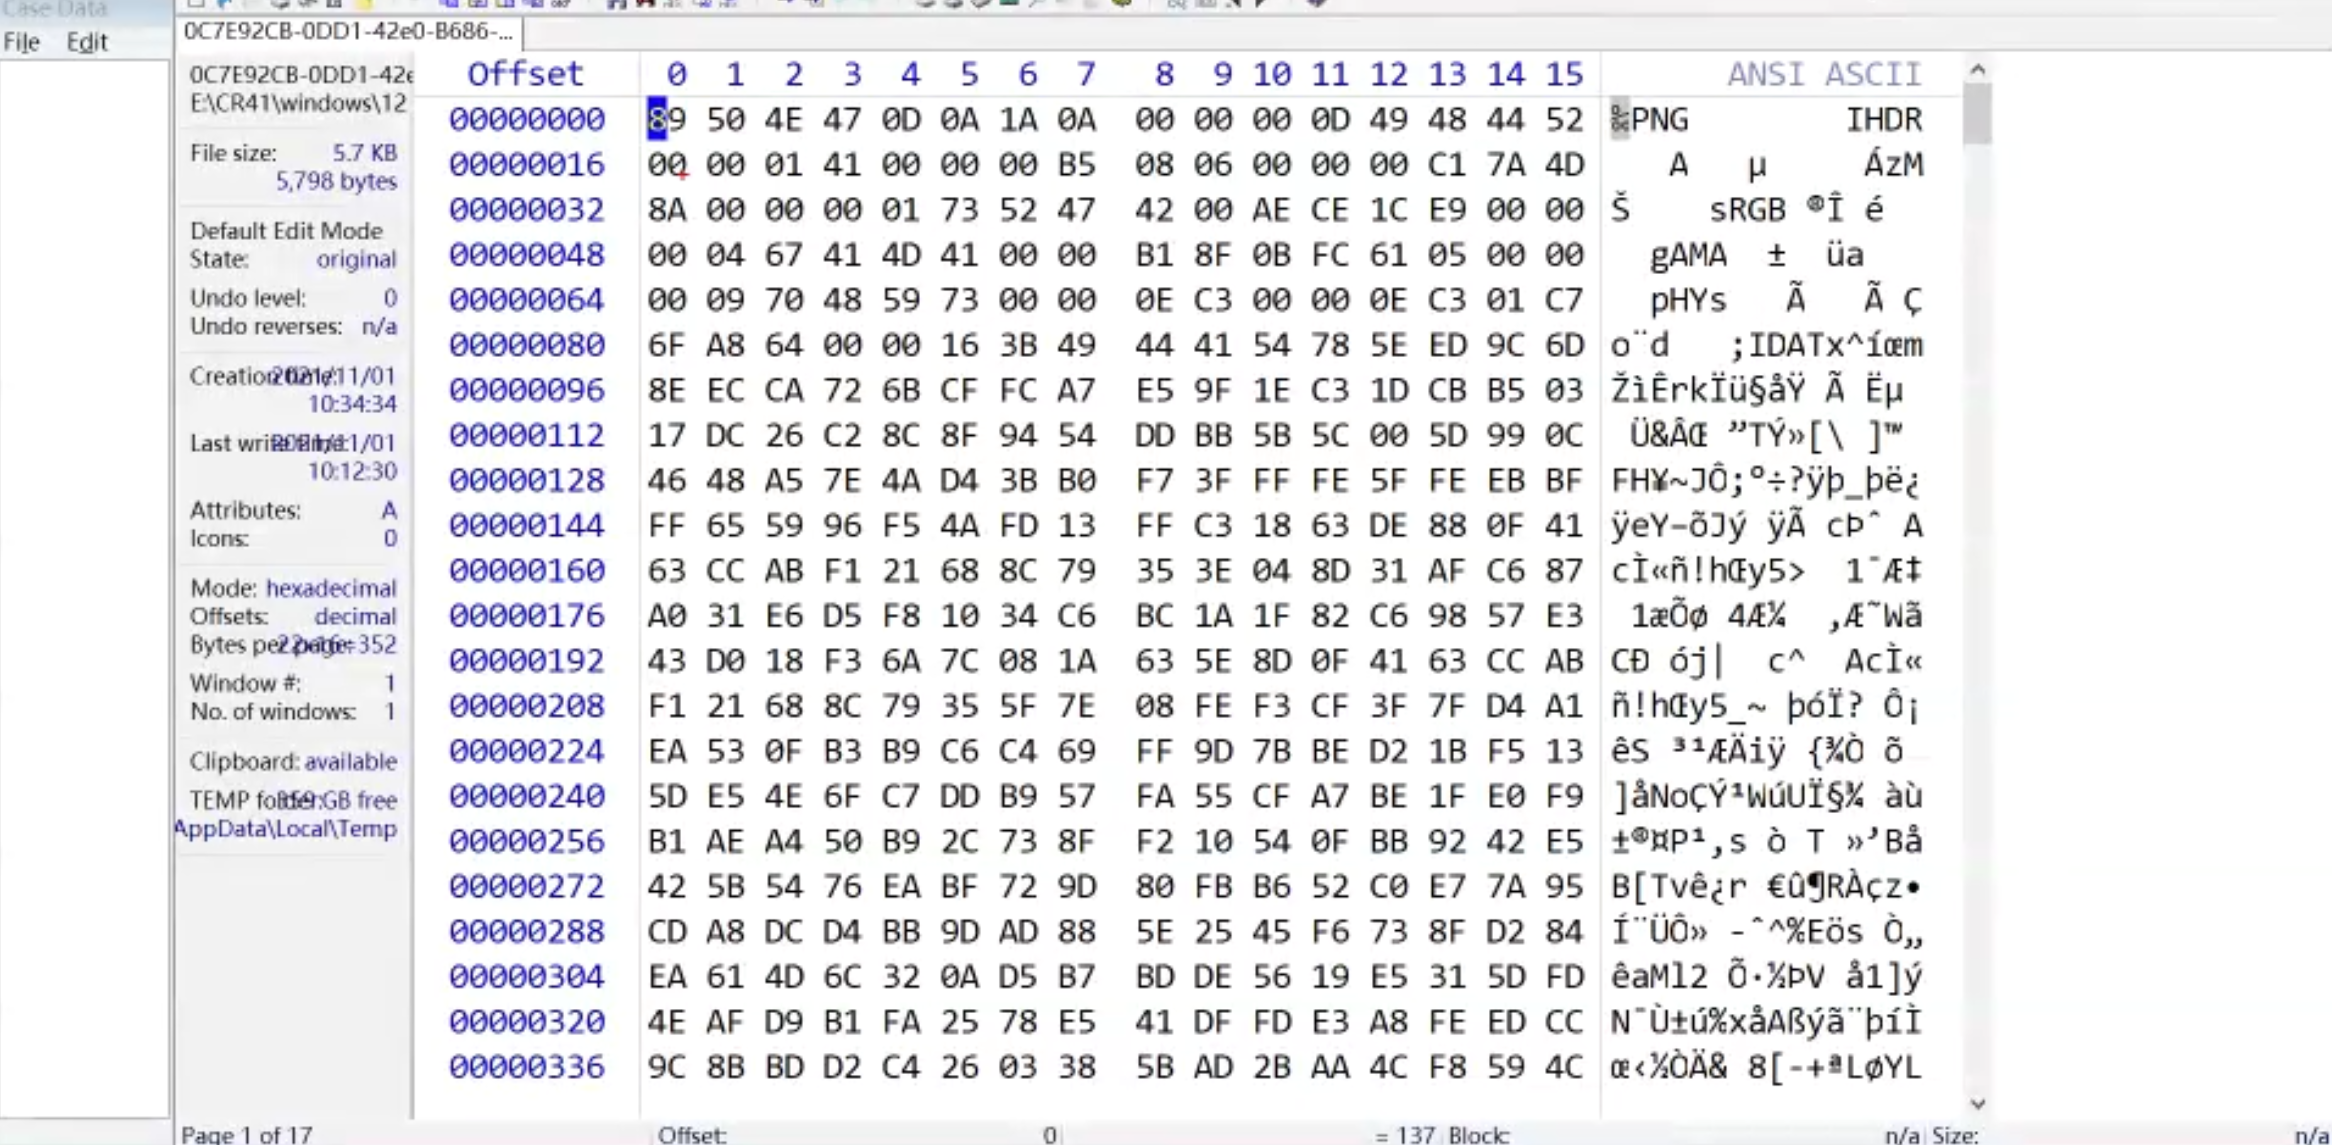 Case Data
File Edit
0C7E92CB-0DD1-42e0-B686-...
0C7E92CB-0DD1-42e
E:\CR41\windows\12
File size: 5.7 KB
5,798 bytes
Default Edit Mode
State: original
Undo level: 0
Undo reverses: n/a
Creation time: 2021/11/01
10:34:34
Last write time: 2021/11/01
10:12:30
Attributes: A
Icons: 0
Mode: hexadecimal
Offsets: decimal
Bytes per page: 22x16=352
Window #: 1
No. of windows: 1
Clipboard: available
TEMP folder: GB free
AppData\Local\Temp
Offset 0 1 2 3 4 5 6 7 8 9 10 11 12 13 14 15 ANSI ASCII
00000000 89 50 4E 47 0D 0A 1A 0A 00 00 00 0D 49 48 44 52 ‰PNG IHDR
00000016 00 00 01 41 00 00 00 B5 08 06 00 00 00 C1 7A 4D A µ ÁzM
00000032 8A 00 00 00 01 73 52 47 42 00 AE CE 1C E9 00 00 Š sRGB ®Î é
00000048 00 04 67 41 4D 41 00 00 B1 8F 0B FC 61 05 00 00 gAMA ± üa
00000064 00 09 70 48 59 73 00 00 0E C3 00 00 0E C3 01 C7 pHYs Ã Ã Ç
00000080 6F A8 64 00 00 16 3B 49 44 41 54 78 5E ED 9C 6D o¨d ;IDATx^íœm
00000096 8E EC CA 72 6B CF FC A7 E5 9F 1E C3 1D CB B5 03 ŽìÊrkÏü§åŸ Ã Ëµ
00000112 17 DC 26 C2 8C 8F 94 54 DD BB 5B 5C 00 5D 99 0C Ü&ÂŒ ”TÝ»[\ ]™
00000128 46 48 A5 7E 4A D4 3B B0 F7 3F FF FE 5F FE EB BF FH¥~JÔ;°÷?ÿþ_þë¿
00000144 FF 65 59 96 F5 4A FD 13 FF C3 18 63 DE 88 0F 41 ÿeY–õJý ÿÃ cÞˆ A
00000160 63 CC AB F1 21 68 8C 79 35 3E 04 8D 31 AF C6 87 cÌ«ñ!hŒy5> 1¯Æ‡
00000176 A0 31 E6 D5 F8 10 34 C6 BC 1A 1F 82 C6 98 57 E3 1æÕø 4Æ¼ ‚Æ˜Wã
00000192 43 D0 18 F3 6A 7C 08 1A 63 5E 8D 0F 41 63 CC AB CÐ ój| c^ AcÌ«
00000208 F1 21 68 8C 79 35 5F 7E 08 FE F3 CF 3F 7F D4 A1 ñ!hŒy5_~ þóÏ? Ô¡
00000224 EA 53 0F B3 B9 C6 C4 69 FF 9D 7B BE D2 1B F5 13 êS ³¹ÆÄiÿ {¾Ò õ
00000240 5D E5 4E 6F C7 DD B9 57 FA 55 CF A7 BE 1F E0 F9 ]åNoÇÝ¹WúUÏ§¾ àù
00000256 B1 AE A4 50 B9 2C 73 8F F2 10 54 0F BB 92 42 E5 ±®¤P¹,s ò T »’Bå
00000272 42 5B 54 76 EA BF 72 9D 80 FB B6 52 C0 E7 7A 95 B[Tvê¿r €û¶RÀçz•
00000288 CD A8 DC D4 BB 9D AD 88 5E 25 45 F6 73 8F D2 84 Í¨ÜÔ» -ˆ^%Eös Ò„
00000304 EA 61 4D 6C 32 0A D5 B7 BD DE 56 19 E5 31 5D FD êaMl2 Õ·½ÞV å1]ý
00000320 4E AF D9 B1 FA 25 78 E5 41 DF FD E3 A8 FE ED CC N¯Ù±ú%xåAßýã¨þíÌ
00000336 9C 8B BD D2 C4 26 03 38 5B AD 2B AA 4C F8 59 4C œ‹½ÒÄ& 8[-+ªLøYL
Page 1 of 17 Offset: 0 = 137 Block: n/a Size: n/a